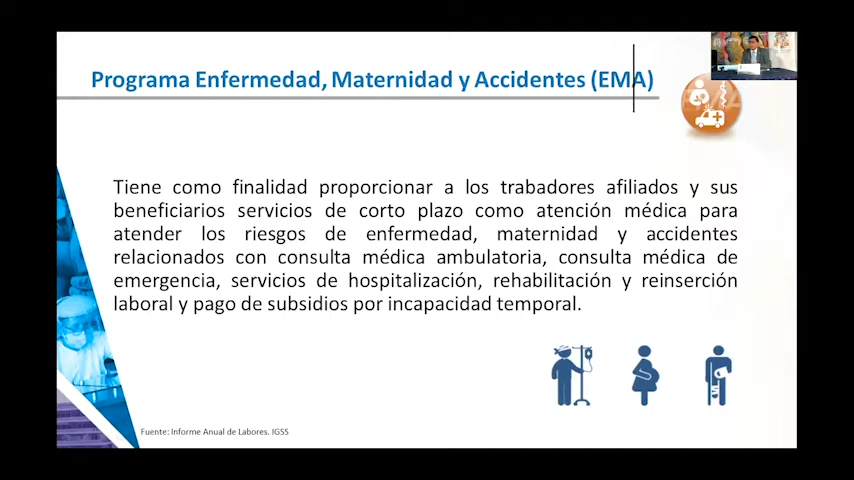 Programa Enfermedad, Maternidad y Accidentes (EMA)
Tiene como finalidad proporcionar a los trabadores afiliados y sus
beneficiarios servicios de corto plazo como atención médica para
atender los riesgos de enfermedad, maternidad y accidentes
relacionados con consulta médica ambulatoria, consulta médica de
emergencia, servicios de hospitalización, rehabilitación y reinserción
laboral y pago de subsidios por incapacidad temporal.
Fuente: Informe Anual de Labores. IGSS